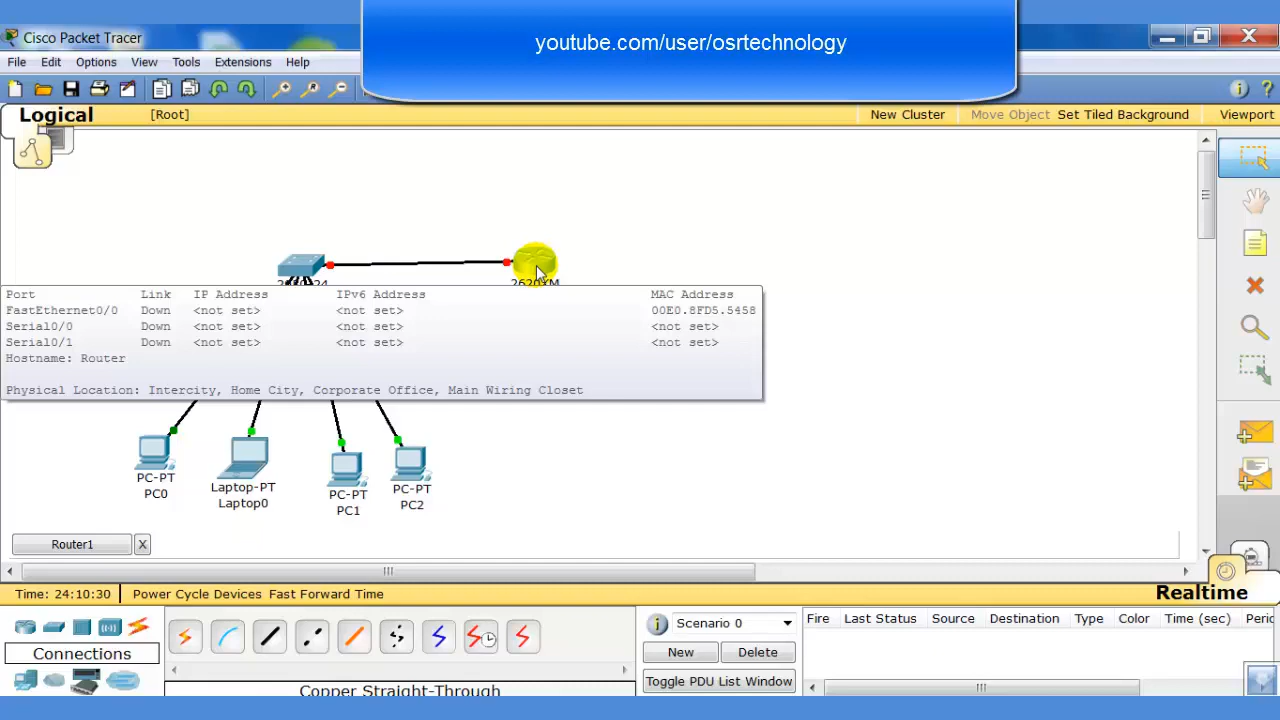 youtube.com/user/osrtechnology
Cisco Packet Tracer
File Edit Options View Tools Extensions Help
Logical [Root] New Cluster Move Object Set Tiled Background Viewport
2620XM
Port Link IP Address IPv6 Address MAC Address
FastEthernet0/0 Down <not set> <not set> 00E0.8FD5.5458
Serial0/0 Down <not set> <not set> <not set>
Serial0/1 Down <not set> <not set> <not set>
Hostname: Router
Physical Location: Intercity, Home City, Corporate Office, Main Wiring Closet
PC-PT
PC0
Laptop-PT
Laptop0
PC-PT
PC1
PC-PT
PC2
Router1 X
Time: 24:10:30 Power Cycle Devices Fast Forward Time Realtime
Scenario 0
Fire Last Status Source Destination Type Color Time (sec)
Connections
New Delete
Toggle PDU List Window
Copper Straight-Through